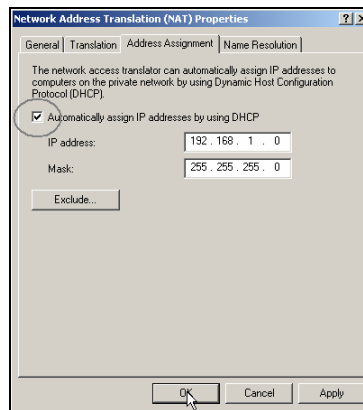 Network Address Translation (NAT) Properties
General Translation Address Assignment Name Resolution
The network access translator can automatically assign IP addresses to
computers on the private network by using Dynamic Host Configuration
Protocol (DHCP).
Automatically assign IP addresses by using DHCP
IP address: 192 . 168 . 1 . 0
Mask: 255 . 255 . 255 . 0
Exclude...
OK Cancel Apply